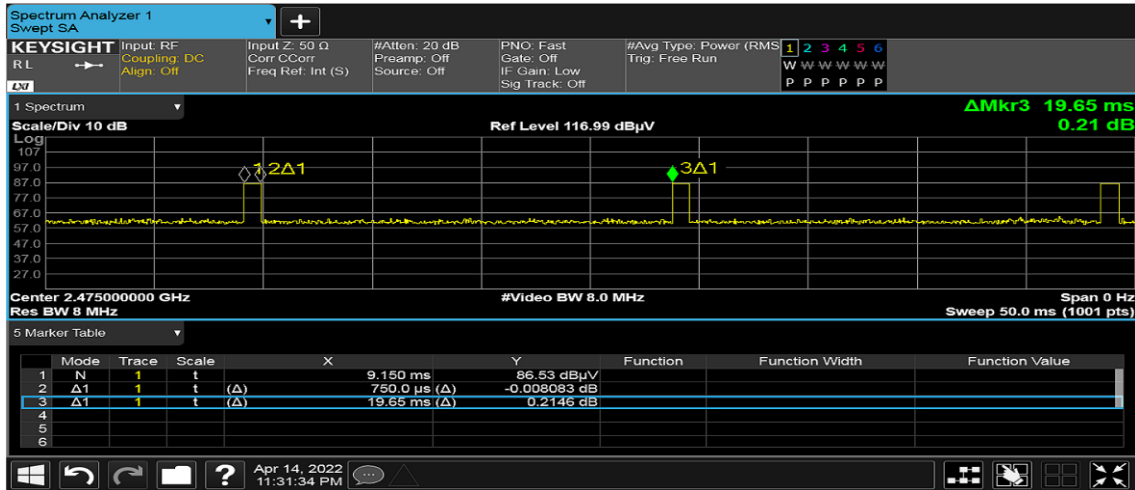 Spectrum Analyzer 1
Swept SA
KEYSIGHT Input: RF Input Z: 50 Ω #Atten: 20 dB PNO: Fast #Avg Type: Power (RMS 1 2 3 4 5 6
RL Coupling: DC Corr CCorr Preamp: Off Gate: Off Trig: Free Run W W W W W W
Align: Off Freq Ref: Int (S) Source: Off IF Gain: Low
LXI Sig Track: Off P P P P P P
1 Spectrum ΔMkr3 19.65 ms
Scale/Div 10 dB Ref Level 116.99 dBµV 0.21 dB
Log
107
97.0 1 2Δ1 3Δ1
87.0
77.0
67.0
57.0
47.0
37.0
27.0
Center 2.475000000 GHz #Video BW 8.0 MHz Span 0 Hz
Res BW 8 MHz Sweep 50.0 ms (1001 pts)
5 Marker Table
Mode Trace Scale X Y Function Function Width Function Value
1 N 1 t 9.150 ms 86.53 dBµV
2 Δ1 1 t (Δ) 750.0 µs (Δ) -0.008083 dB
3 Δ1 1 t (Δ) 19.65 ms (Δ) 0.2146 dB
4
5
6
? Apr 14, 2022
11:31:34 PM